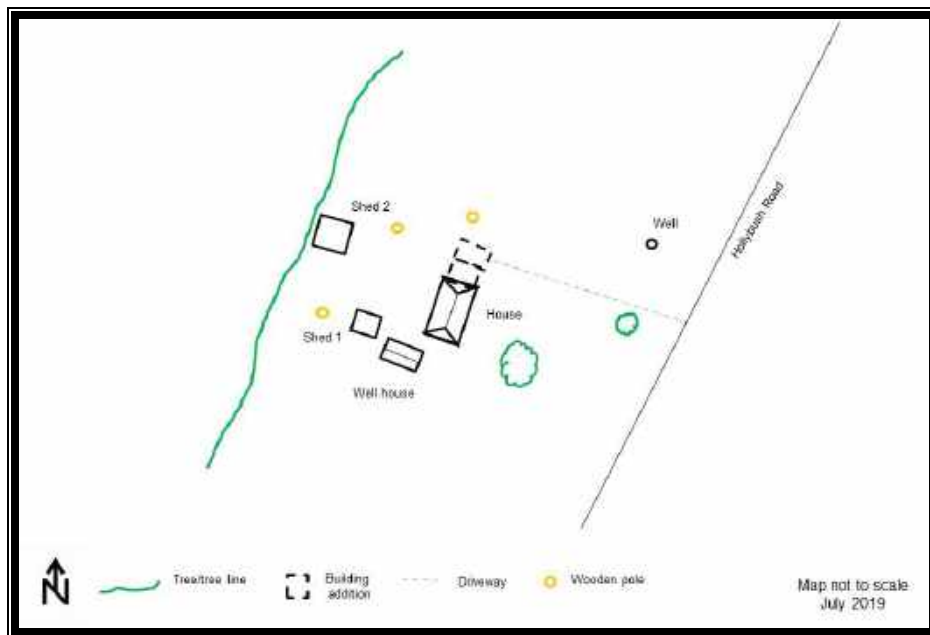 Shed 2
Well
Hollybush Road
House
Shed 1
Well house
N
Tree/tree line
Building
addition
Driveway
Wooden pole
Map not to scale
July 2019